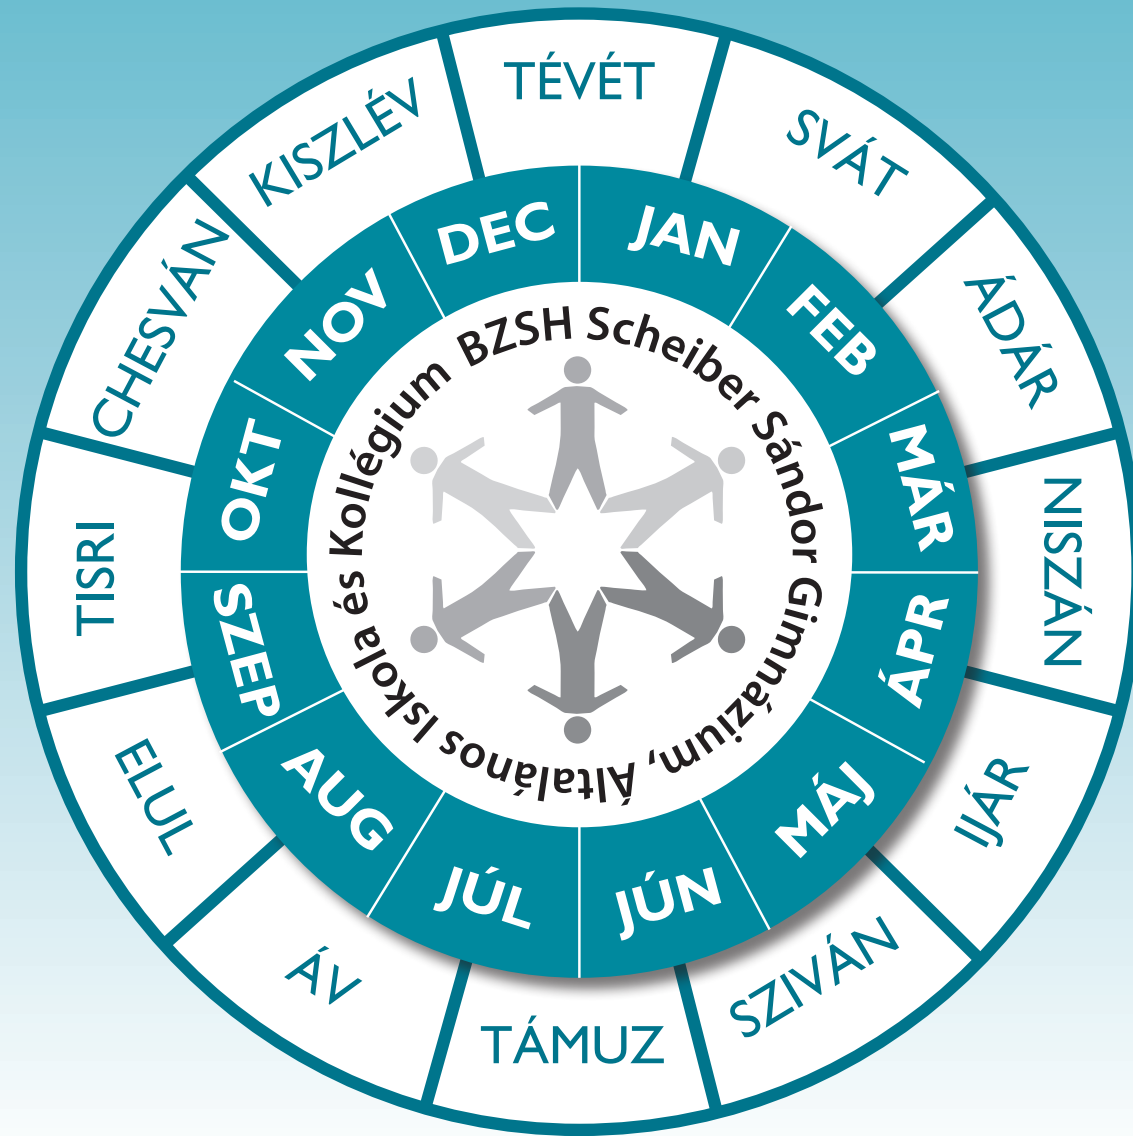 TÉVÉT
SVÁT
ÁDÁR
NISZÁN
IJÁR
SZIVÁN
TÁMUZ
ÁV
ELUL
TISRI
CHESVÁN
KISZLÉV
JAN
FEB
MÁR
ÁPR
MÁJ
JÚN
JÚL
AUG
SZEP
OKT
NOV
DEC
BZSH Scheiber Sándor Gimnázium, Általános Iskola és Kollégium